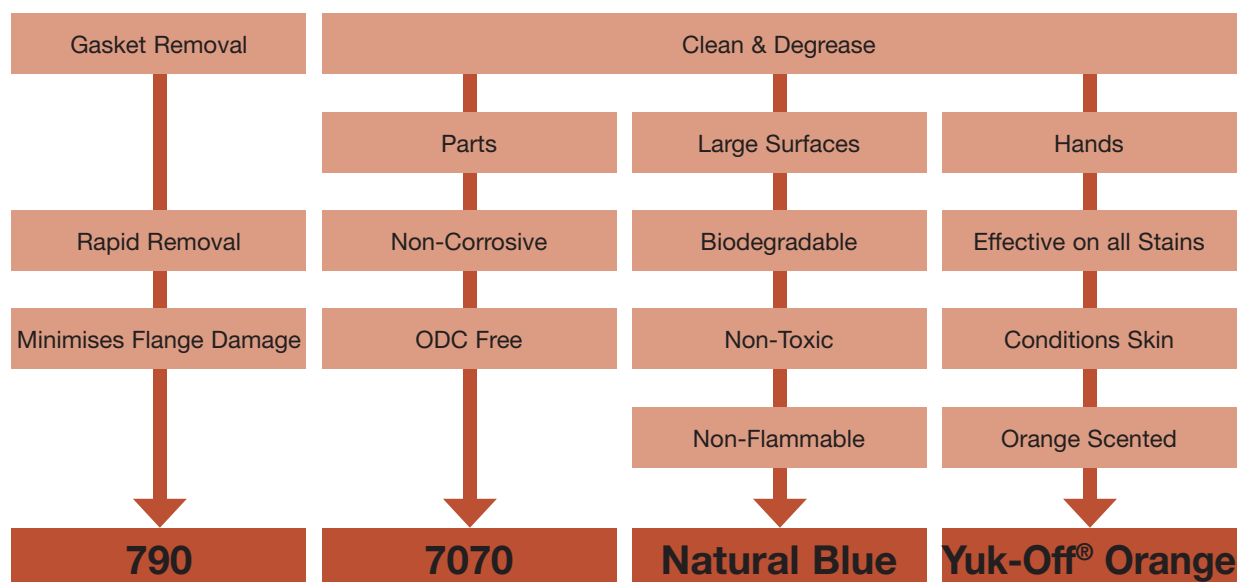 Gasket Removal
Clean & Degrease
Parts
Large Surfaces
Hands
Rapid Removal
Non-Corrosive
Biodegradable
Effective on all Stains
Minimises Flange Damage
ODC Free
Non-Toxic
Conditions Skin
Non-Flammable
Orange Scented
790
7070
Natural Blue
Yuk-Off® Orange